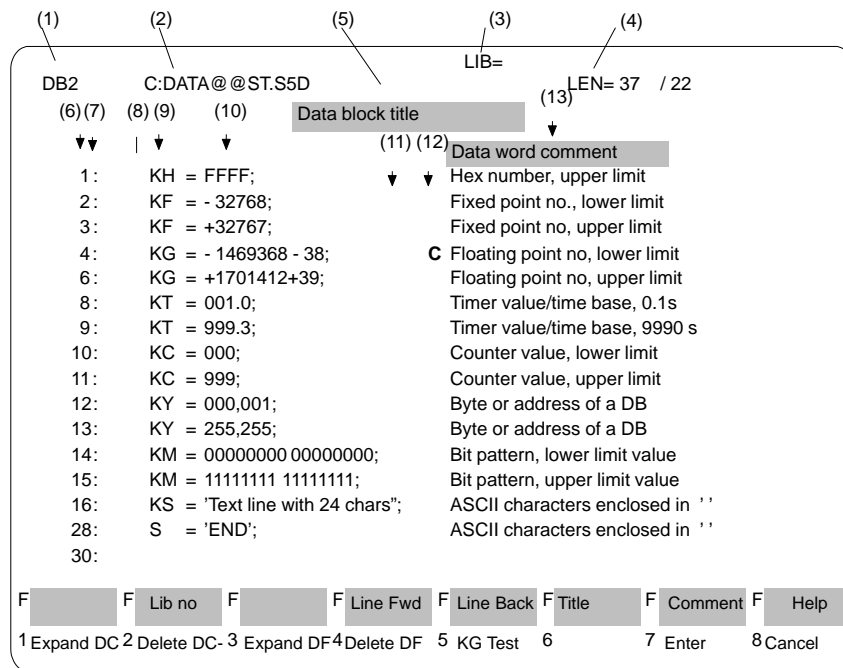 (1) (2) (5) (3) (4)
LIB=
DB2 C:DATA@@ST.S5D LEN= 37 / 22
(6) (7) (8) (9) (10) Data block title (13)
(11) (12) Data word comment
1: KH = FFFF; Hex number, upper limit
2: KF = - 32768; Fixed point no., lower limit
3: KF = +32767; Fixed point no, upper limit
4: KG = - 1469368 - 38; C Floating point no, lower limit
6: KG = +1701412+39; Floating point no, upper limit
8: KT = 001.0; Timer value/time base, 0.1s
9: KT = 999.3; Timer value/time base, 9990 s
10: KC = 000; Counter value, lower limit
11: KC = 999; Counter value, upper limit
12: KY = 000,001; Byte or address of a DB
13: KY = 255,255; Byte or address of a DB
14: KM = 00000000 00000000; Bit pattern, lower limit value
15: KM = 11111111 11111111; Bit pattern, upper limit value
16: KS = 'Text line with 24 chars"; ASCII characters enclosed in ' '
28: S = 'END'; ASCII characters enclosed in ' '
30:
F F Lib no F F Line Fwd F Line Back F Title F Comment F Help
1 Expand DC 2 Delete DC- 3 Expand DF 4 Delete DF 5 KG Test 6 7 Enter 8 Cancel